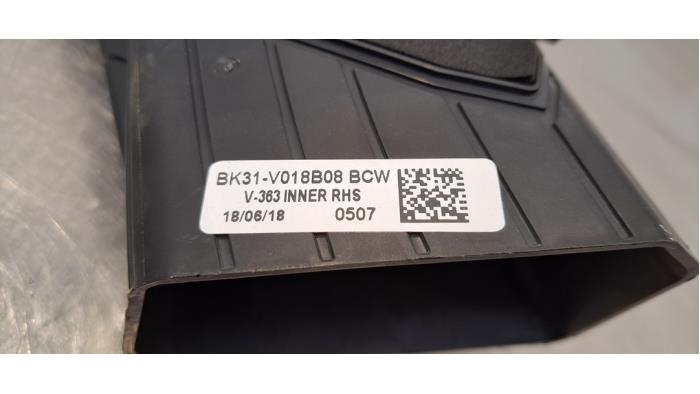 BK31-V018B08 BCW
V-363 INNER RHS
18/06/18 0507